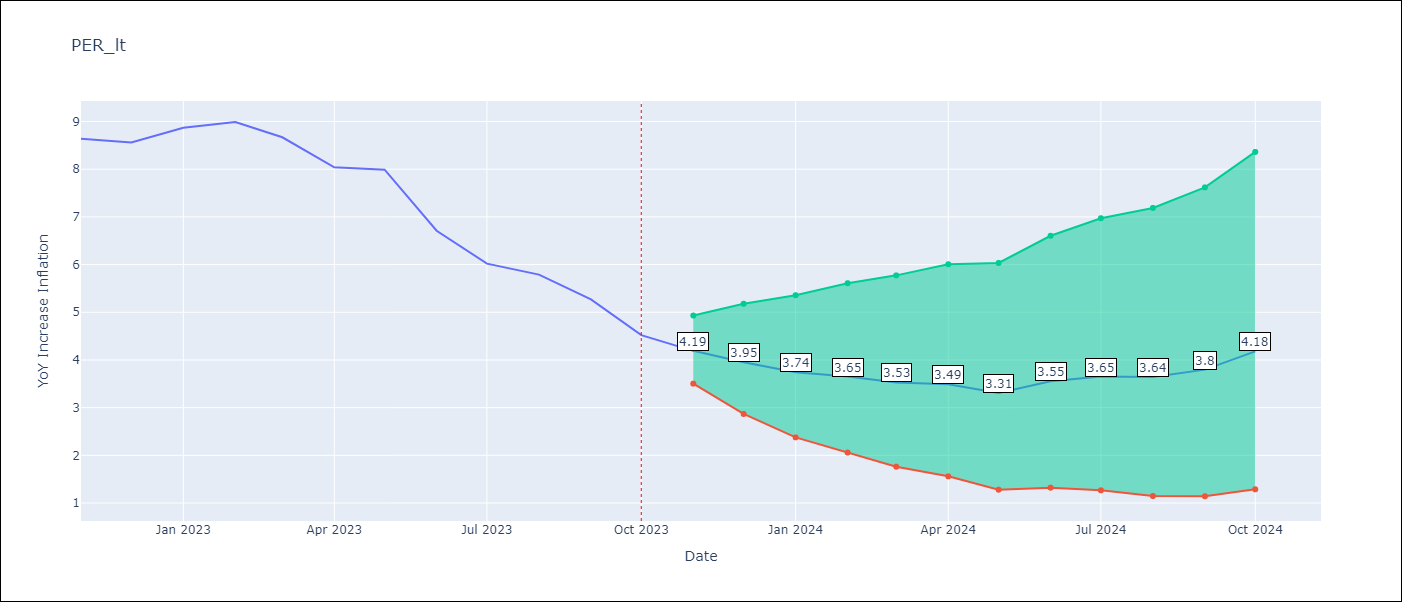 PER_lt
YoY Increase Inflation
9
8
7
6
5
4
3
2
1
4.19
3.95
3.74
3.65
3.53
3.49
3.31
3.55
3.65
3.64
3.8
4.18
Jan 2023
Apr 2023
Jul 2023
Oct 2023
Jan 2024
Apr 2024
Jul 2024
Oct 2024
Date